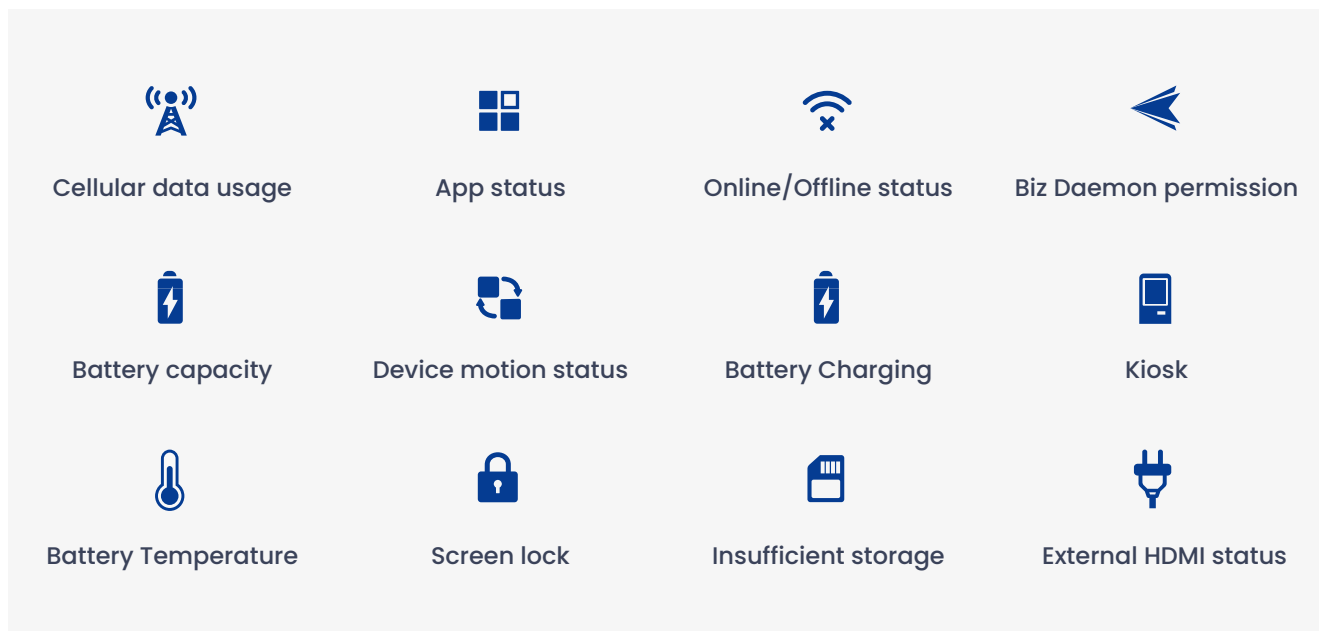 Cellular data usage
App status
Online/Offline status
Biz Daemon permission
Battery capacity
Device motion status
Battery Charging
Kiosk
Battery Temperature
Screen lock
Insufficient storage
External HDMI status